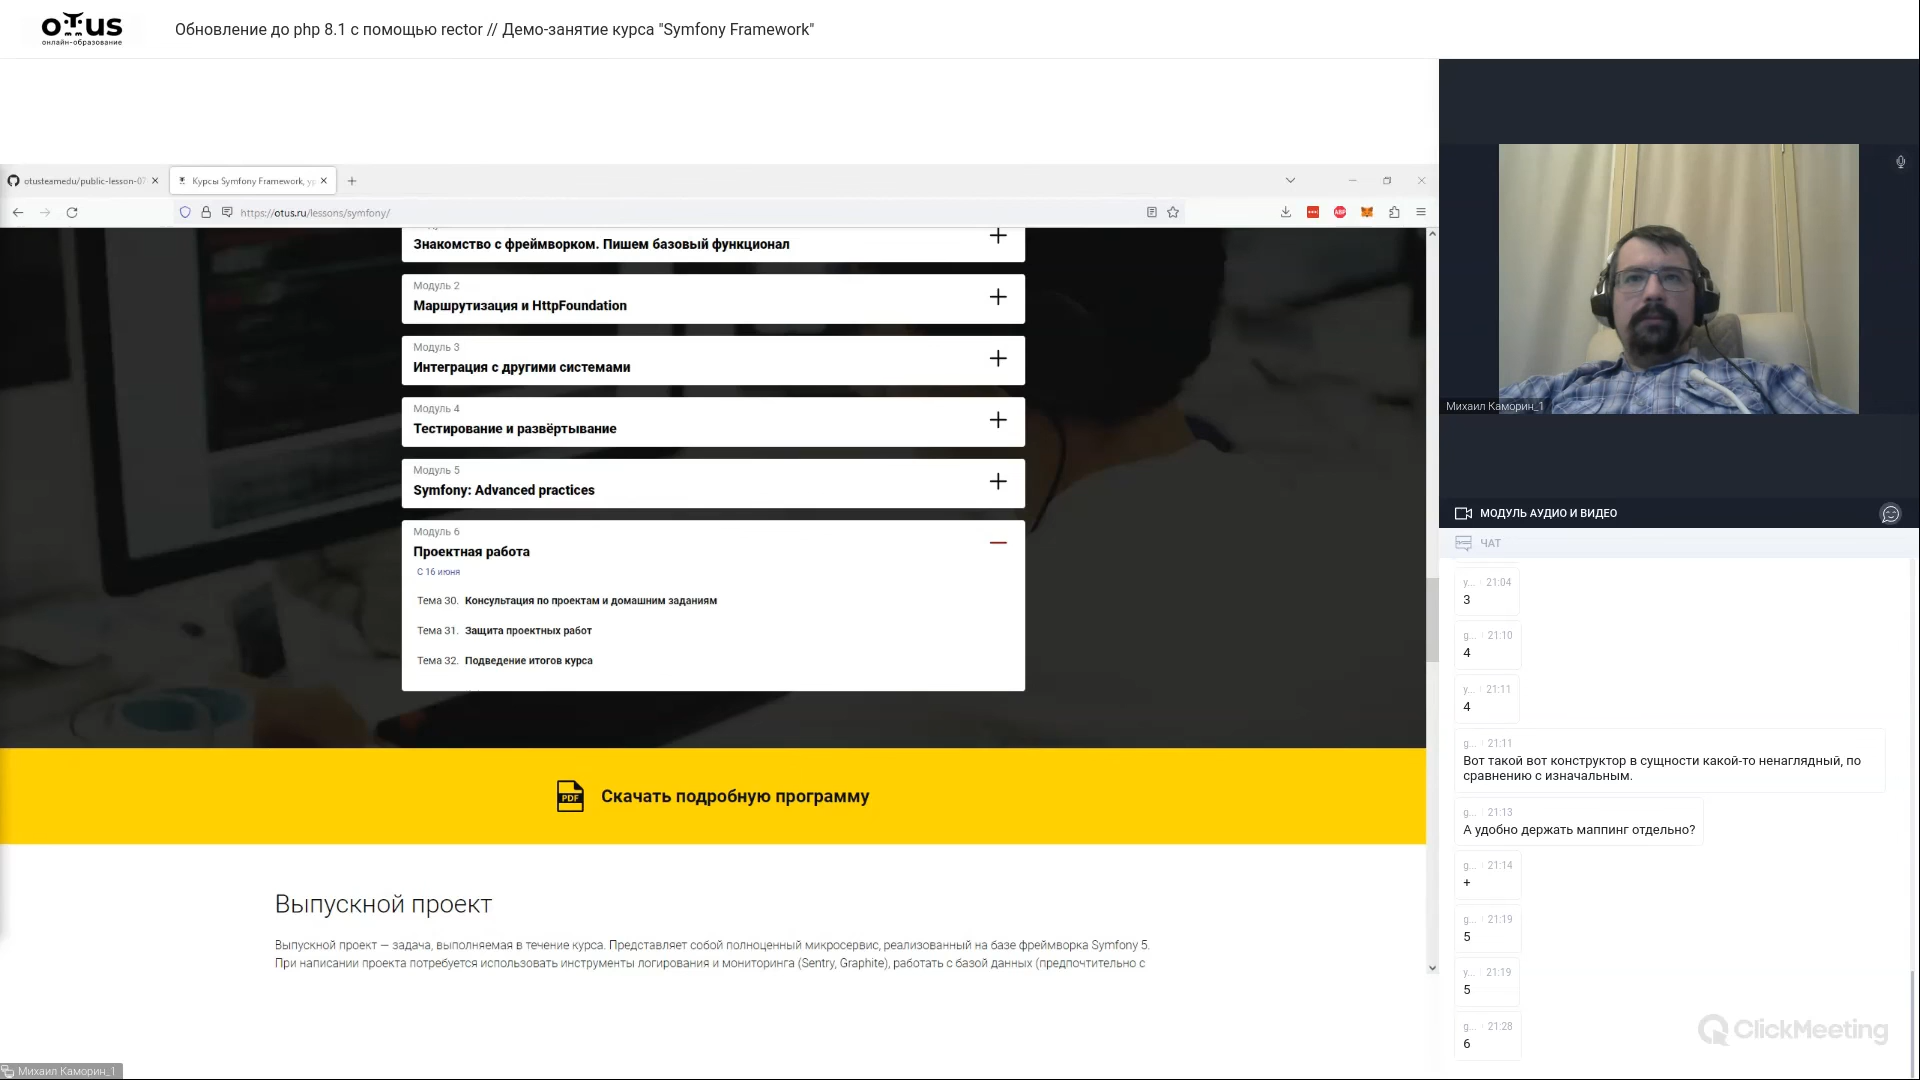 oTus
онлайн-образование
Обновление до php 8.1 с помощью rector // Демо-занятие курса "Symfony Framework"
otusteamedu/public-lesson-07
Курсы Symfony Framework, ур
https://otus.ru/lessons/symfony/
ABP
Знакомство с фреймворком. Пишем базовый функционал
Модуль 2
Маршрутизация и HttpFoundation
Модуль 3
Интеграция с другими системами
Модуль 4
Тестирование и развёртывание
Модуль 5
Symfony: Advanced practices
Модуль 6
Проектная работа
С 16 июня
Тема 30. Консультация по проектам и домашним заданиям
Тема 31. Защита проектных работ
Тема 32. Подведение итогов курса
PDF
Скачать подробную программу
Выпускной проект
Выпускной проект — задача, выполняемая в течение курса. Представляет собой полноценный микросервис, реализованный на базе фреймворка Symfony 5.
При написании проекта потребуется использовать инструменты логирования и мониторинга (Sentry, Graphite), работать с базой данных (предпочтительно с
Михаил Каморин_1
Михаил Каморин_1
МОДУЛЬ АУДИО И ВИДЕО
ЧАТ
y... 21:04
3
g... 21:10
4
y... 21:11
4
g... 21:11
Вот такой вот конструктор в сущности какой-то ненаглядный, по
сравнению с изначальным.
g... 21:13
А удобно держать маппинг отдельно?
g... 21:14
+
g... 21:19
5
y... 21:19
5
g... 21:28
6
ClickMeeting